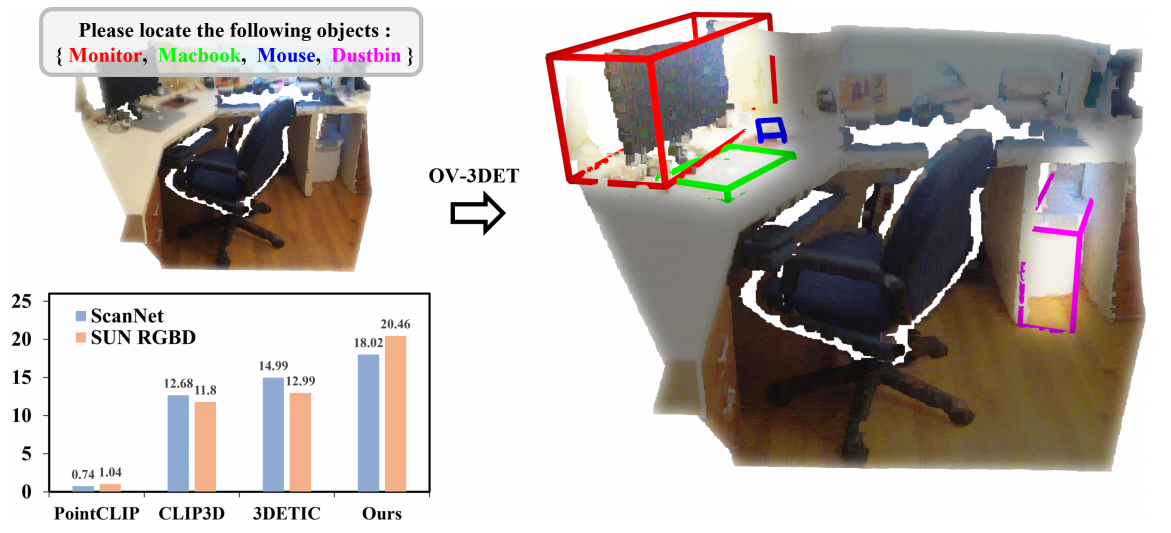 Please locate the following objects :
{ Monitor, Macbook, Mouse, Dustbin }
OV-3DET
25
20
15
10
5
0
ScanNet
SUN RGBD
0.74
1.04
12.68
11.8
14.99
12.99
18.02
20.46
PointCLIP
CLIP3D
3DETIC
Ours